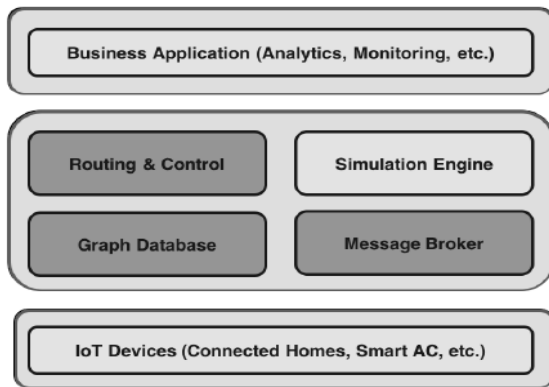 Business Application (Analytics, Monitoring, etc.)
Routing & Control
Simulation Engine
Graph Database
Message Broker
IoT Devices (Connected Homes, Smart AC, etc.)